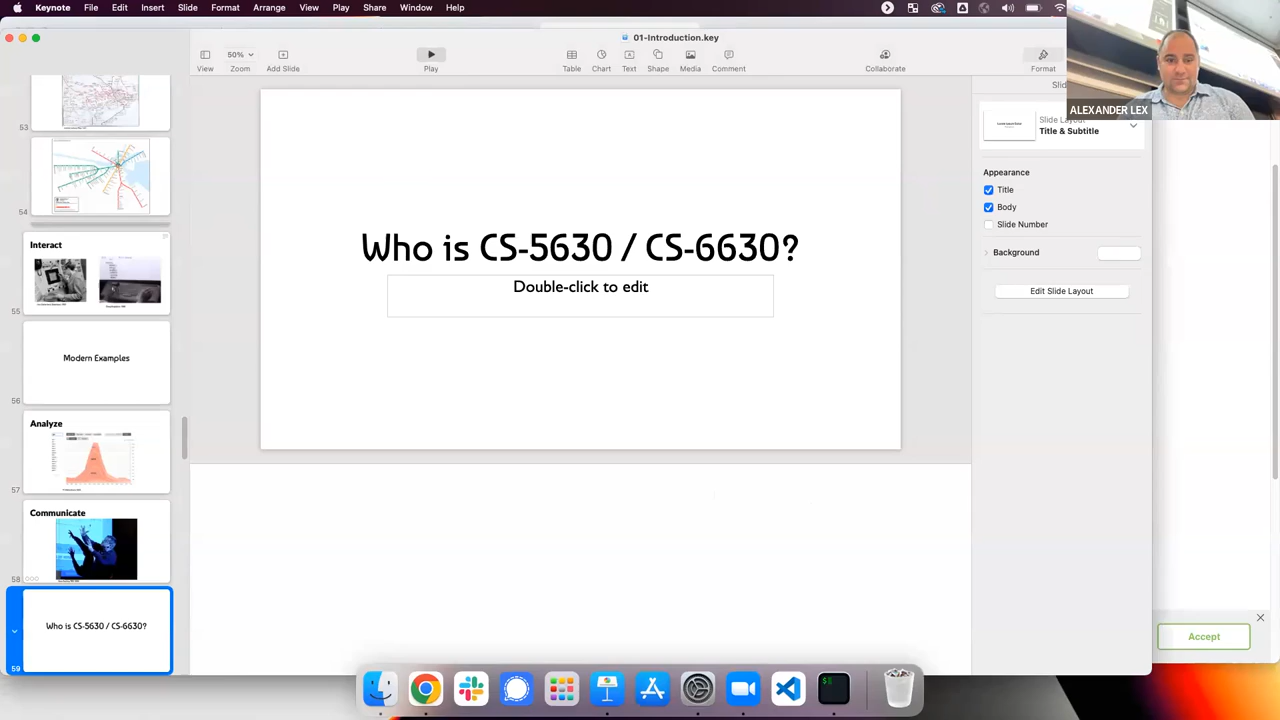 Keynote File Edit Insert Slide Format Arrange View Play Share Window Help
01-Introduction.key
50%
View Zoom Add Slide Play Table Chart Text Shape Media Comment Collaborate Format
ALEXANDER LEX
Slide Layout
Title & Subtitle
Appearance
Title
Body
Slide Number
Background
Edit Slide Layout
53
54
Interact
55
Modern Examples
56
Analyze
57
Communicate
58
Who is CS-5630 / CS-6630?
59
Who is CS-5630 / CS-6630?
Double-click to edit
Accept